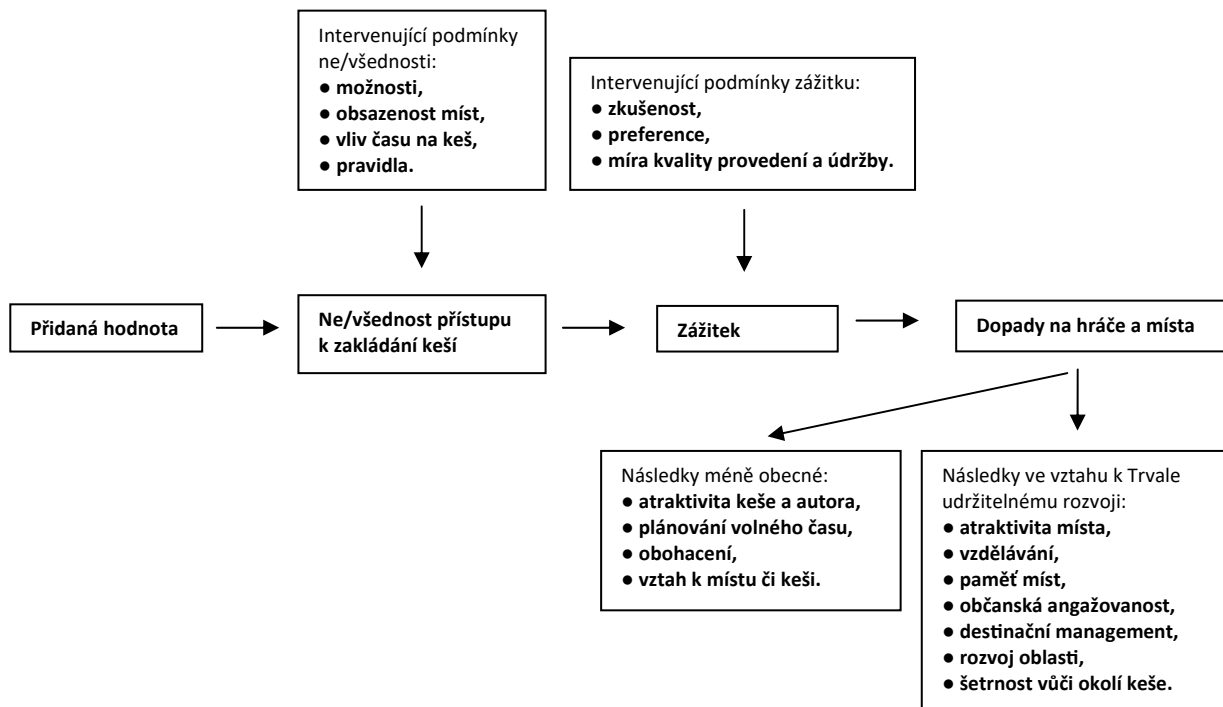 Intervenující podmínky
ne/všednosti:
● možnosti,
● obsazenost míst,
● vliv času na keš,
● pravidla.
Intervenující podmínky zážitku:
● zkušenost,
● preference,
● míra kvality provedení a údržby.
Přidaná hodnota
Ne/všednost přístupu
k zakládání keší
Zážitek
Dopady na hráče a místa
Následky méně obecné:
● atraktivita keše a autora,
● plánování volného času,
● obohacení,
● vztah k místu či keši.
Následky ve vztahu k Trvale
udržitelnému rozvoji:
● atraktivita místa,
● vzdělávání,
● paměť míst,
● občanská angažovanost,
● destinační management,
● rozvoj oblasti,
● šetrnost vůči okolí keše.